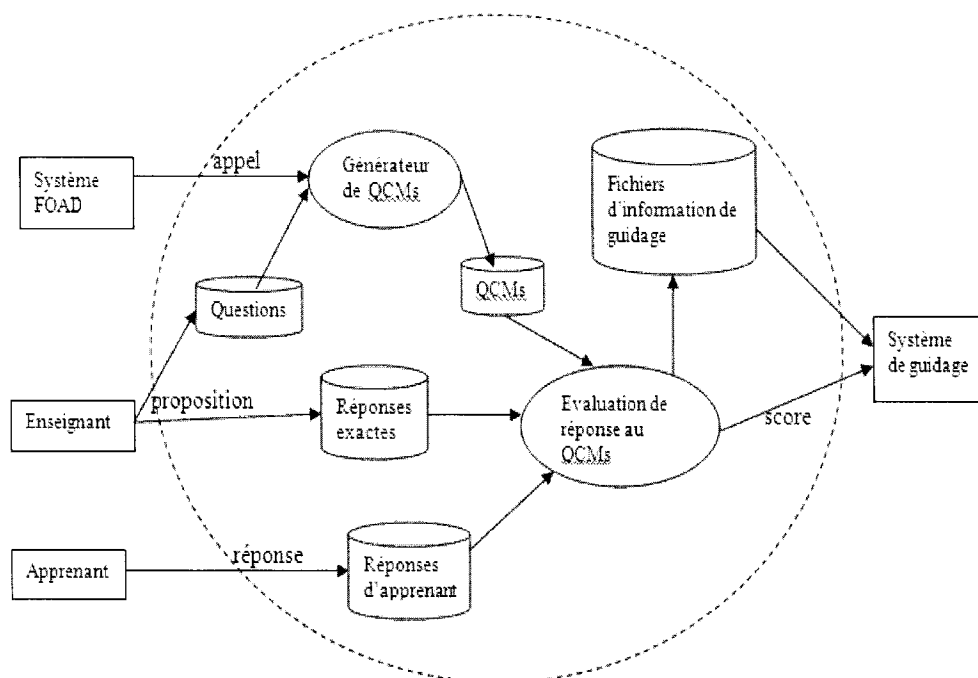 appel
Système
FOAD
Générateur
de QCMs
Fichiers
d'information de
guidage
Questions
QCMs
Système
de guidage
Enseignant
proposition
Réponses
exactes
Evaluation de
réponse au
QCMs
score
Apprenant
réponse
Réponses
d'apprenant